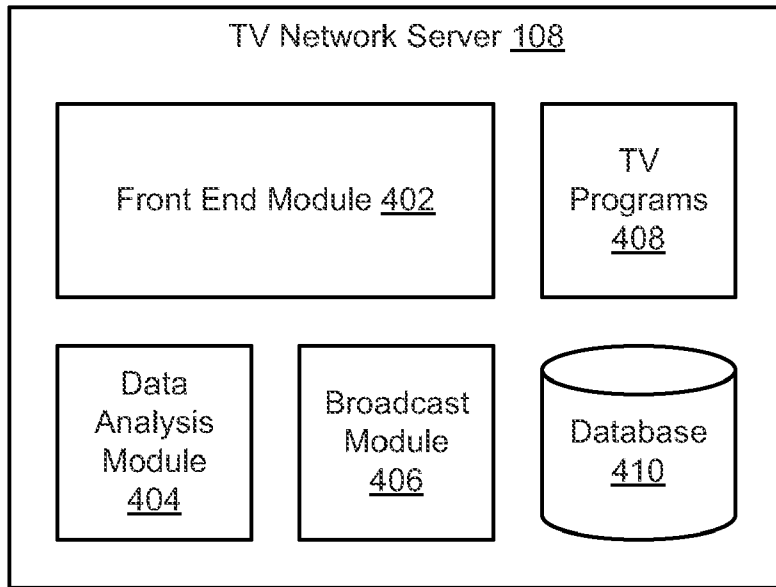 TV Network Server 108
Front End Module 402
TV
Programs
408
Data
Analysis
Module
404
Broadcast
Module
406
Database
410